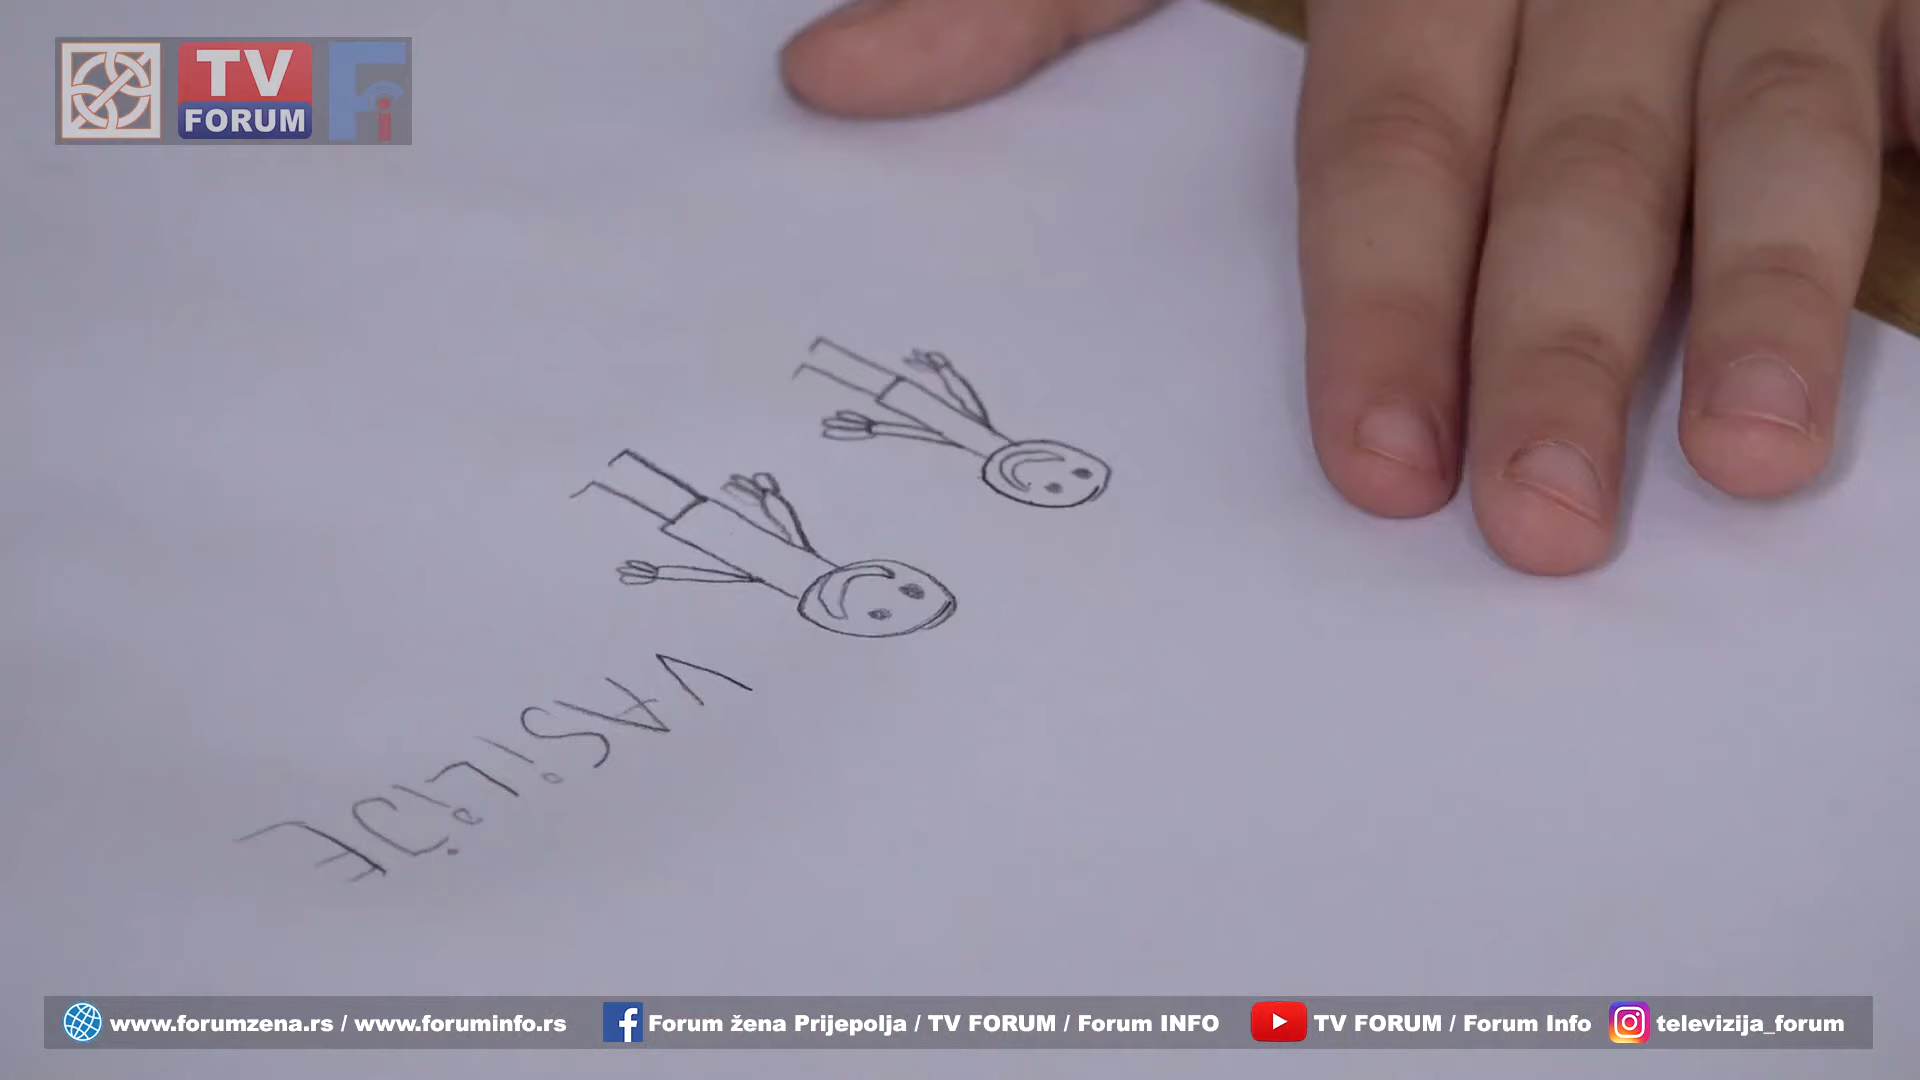 TV
FORUM
Fi
VASiLiJE
www.forumzena.rs / www.foruminfo.rs
Forum žena Prijepolja / TV FORUM / Forum INFO
TV FORUM / Forum Info
televizija_forum